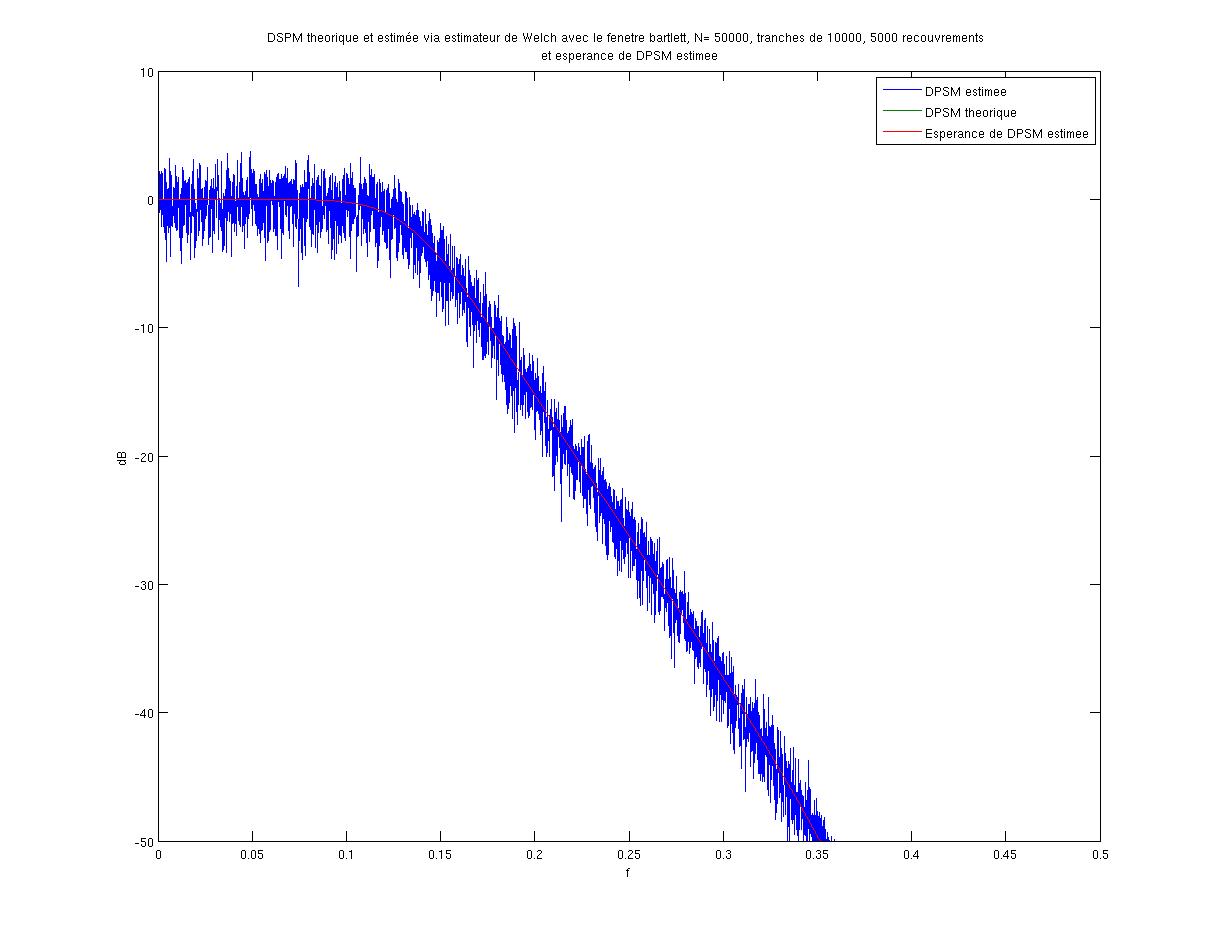 DSPM theorique et estimée via estimateur de Welch avec le fenetre bartlett, N= 50000, tranches de 10000, 5000 recouvrements
et esperance de DPSM estimee
DPSM estimee
DPSM theorique
Esperance de DPSM estimee
10
0
-10
-20
-30
-40
-50
dB
0
0.05
0.1
0.15
0.2
0.25
0.3
0.35
0.4
0.45
0.5
f